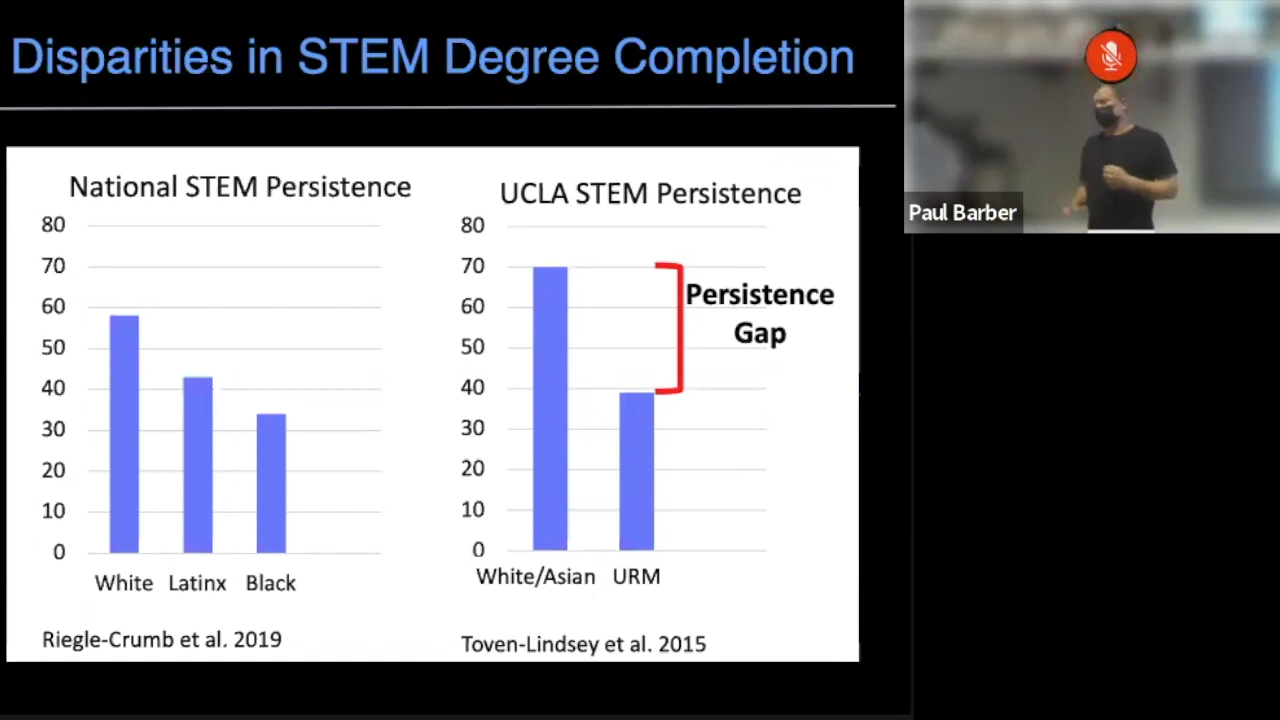 Disparities in STEM Degree Completion
National STEM Persistence
80
70
60
50
40
30
20
10
0
White Latinx Black
Riegle-Crumb et al. 2019
UCLA STEM Persistence
80
70
60
50
40
30
20
10
0
Persistence
Gap
White/Asian URM
Toven-Lindsey et al. 2015
Paul Barber